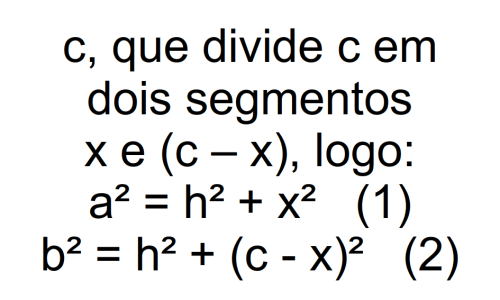 c, que divide c em
dois segmentos
x e (c – x), logo:
a² = h² + x² (1)
b² = h² + (c - x)² (2)